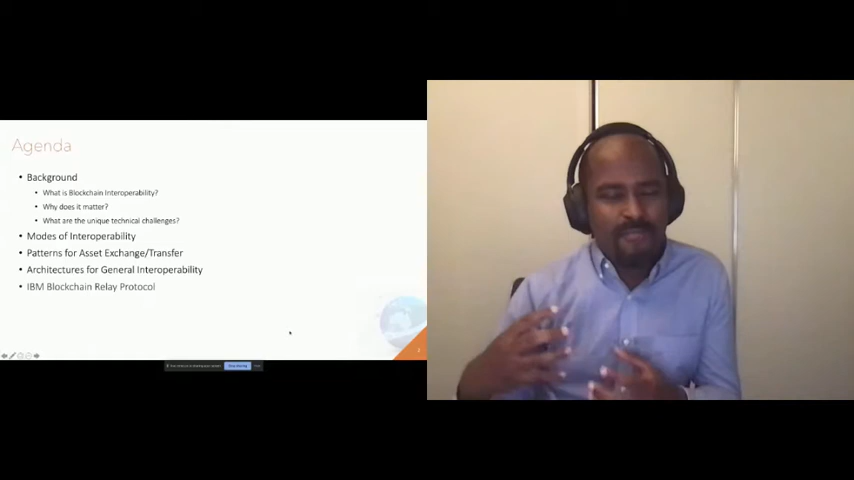 Agenda
• Background
• What is Blockchain Interoperability?
• Why does it matter?
• What are the unique technical challenges?
• Modes of Interoperability
• Patterns for Asset Exchange/Transfer
• Architectures for General Interoperability
• IBM Blockchain Relay Protocol